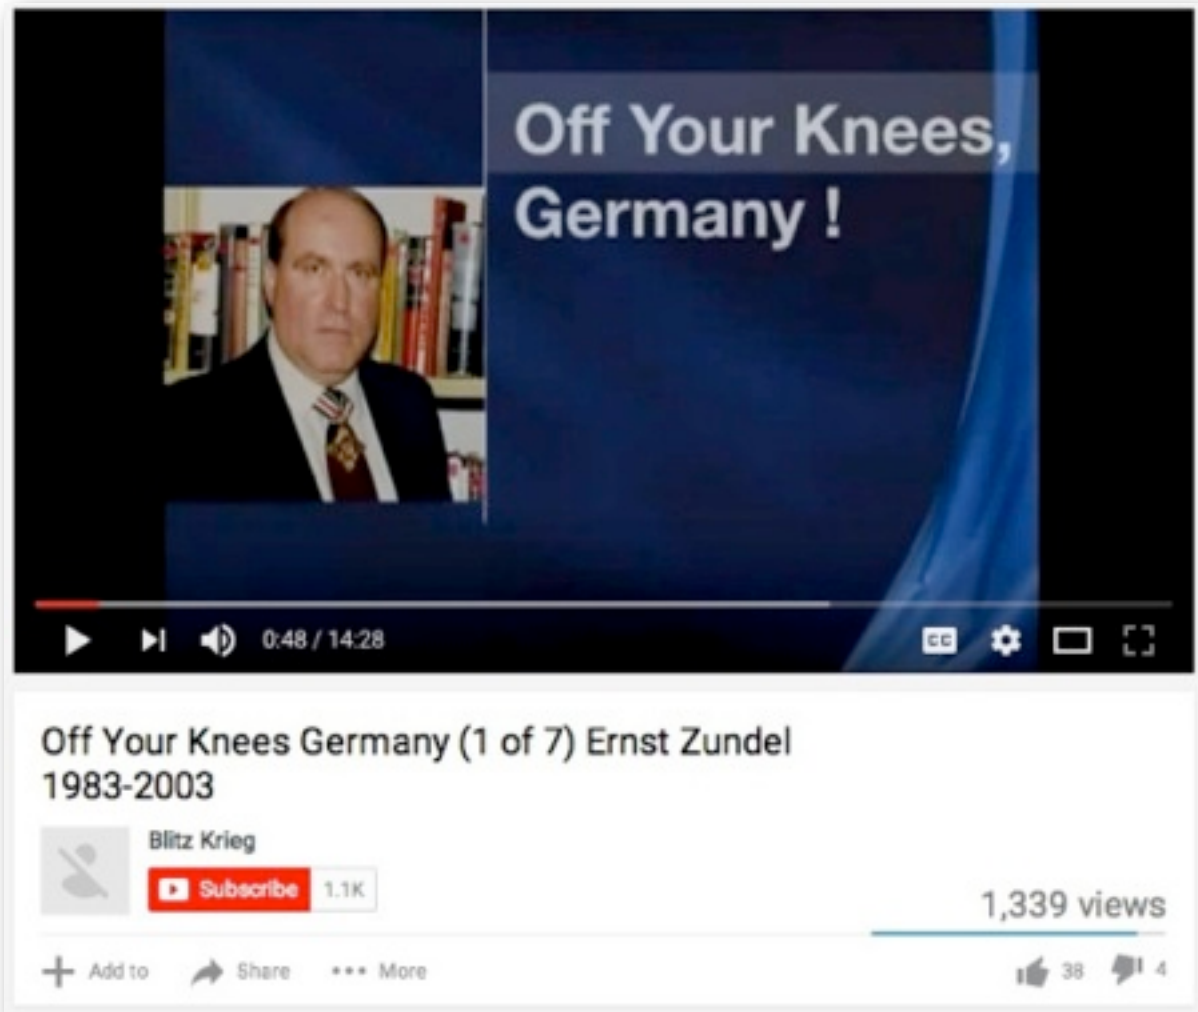 Off Your Knees,
Germany !
0:48 / 14:28
CC
Off Your Knees Germany (1 of 7) Ernst Zundel
1983-2003
Blitz Krieg
Subscribe 1.1K
1,339 views
Add to Share More
38 4